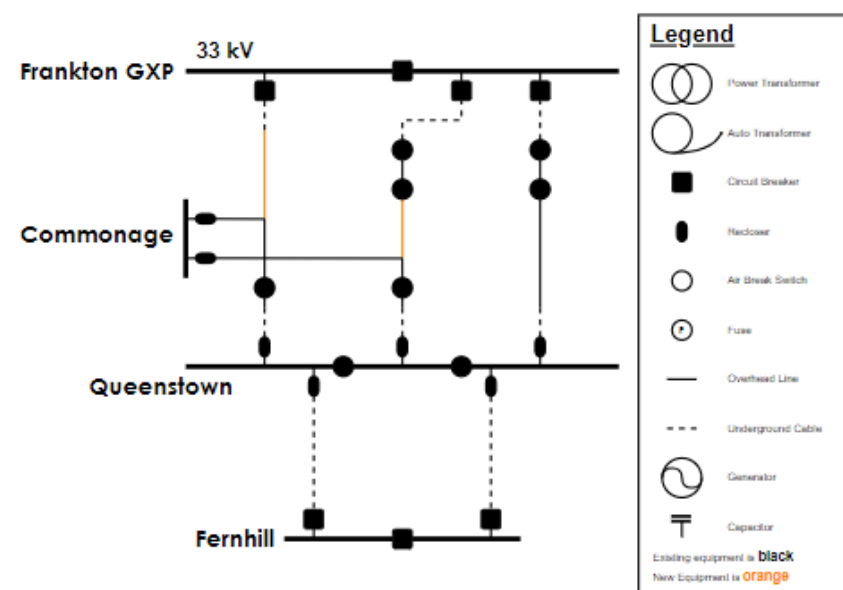 33 kV
Frankton GXP
Commonage
Queenstown
Fernhill
Legend
Power Transformer
Auto Transformer
Circuit Breaker
Recloser
Air Break Switch
Fuse
Overhead Line
Underground Cable
Generator
Capacitor
Existing equipment is black
New Equipment is orange